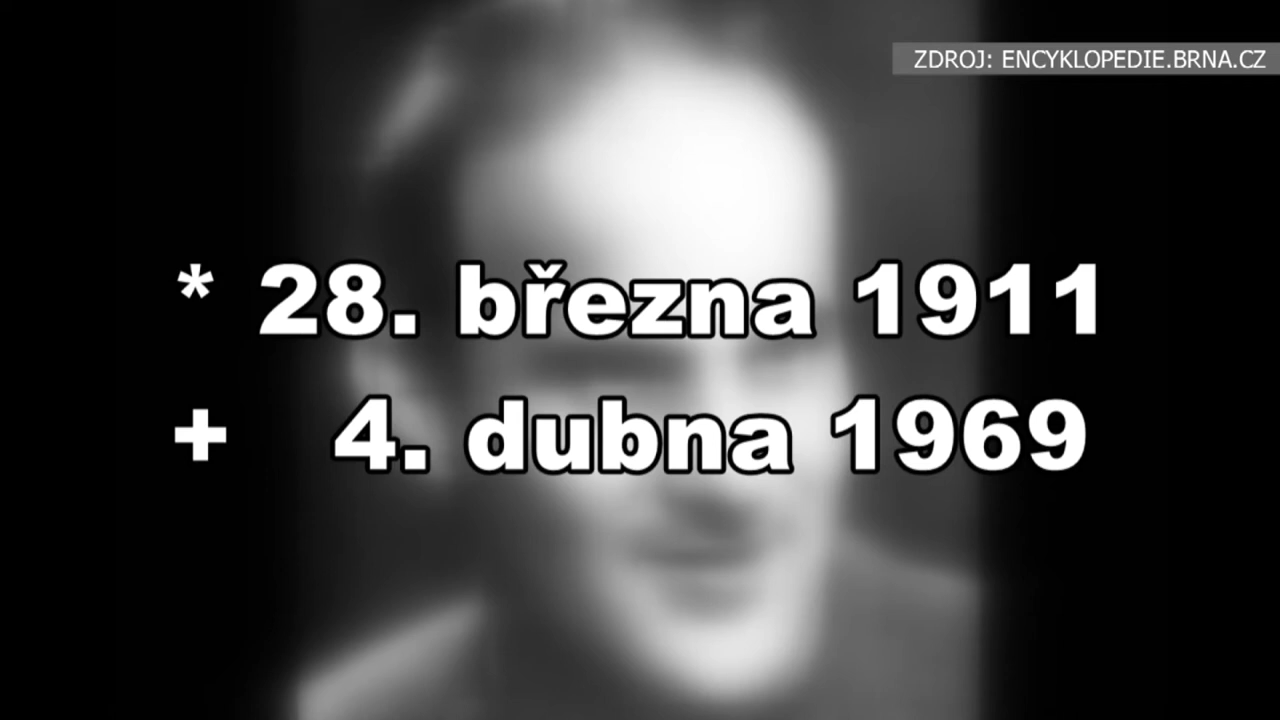 ZDROJ: ENCYKLOPEDIE.BRNA.CZ
* 28. března 1911
+ 4. dubna 1969